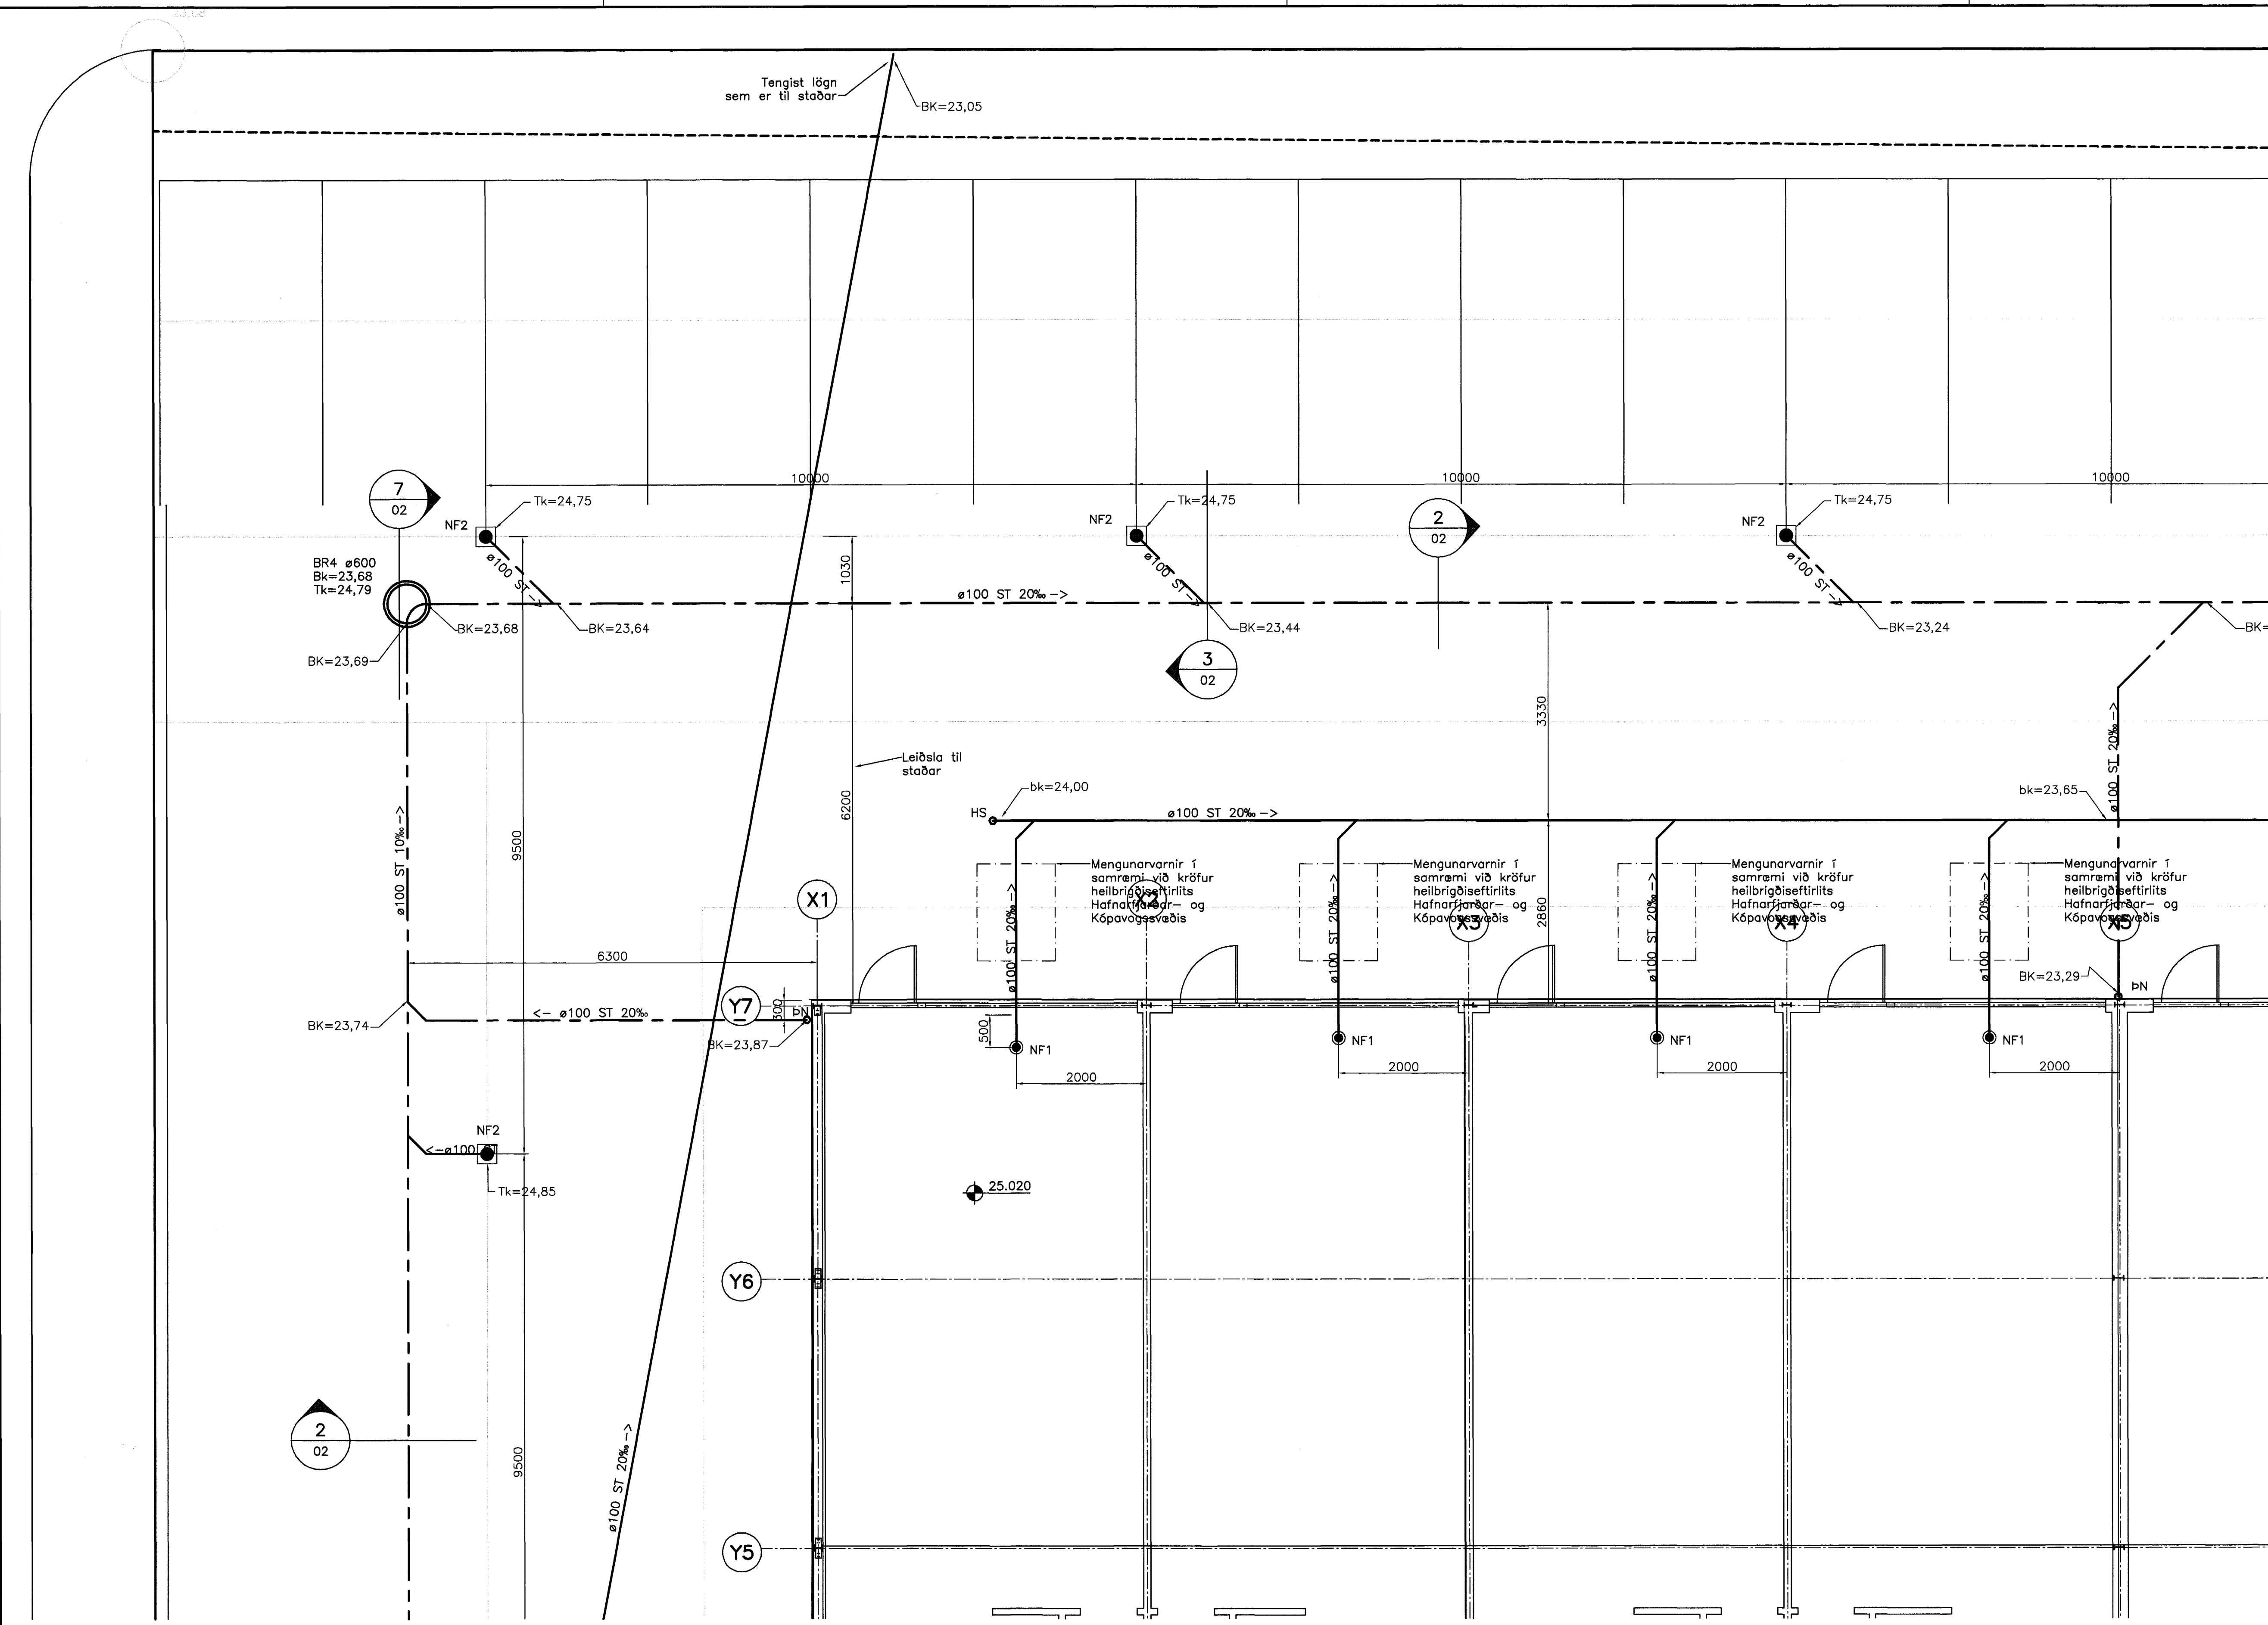 23,68
Tengist lögn
sem er til staðar
BK=23,05
10000
10000
10000
7
02
Tk=24,75
NF2
Tk=24,75
NF2
2
02
Tk=24,75
NF2
BR4 ø600
Bk=23,68
Tk=24,79
ø100 ST->
1030
ø100 ST->
ø100 ST->
ø100 ST 20‰->
BK=23,68
BK=23,64
BK=23,44
BK=23,24
BK=
BK=23,69
3
02
3330
ø100 ST 20‰->
Leiðsla til
staðar
6200
HS
bk=24,00
ø100 ST 20‰->
bk=23,65
ø100 ST 10‰->
9500
Mengunarvarnir í
samræmi við kröfur
heilbrigðiseftirlits
Hafnarfjarðar- og
Kópavogssvæðis
Mengunarvarnir í
samræmi við kröfur
heilbrigðiseftirlits
Hafnarfjarðar- og
Kópavogssvæðis
Mengunarvarnir í
samræmi við kröfur
heilbrigðiseftirlits
Hafnarfjarðar- og
Kópavogssvæðis
Mengunarvarnir í
samræmi við kröfur
heilbrigðiseftirlits
Hafnarfjarðar- og
Kópavogssvæðis
X1
X2
X3
X4
X5
2860
ø100 ST 20‰->
ø100 ST 20‰->
ø100 ST 20‰->
ø100 ST 20‰->
6300
BK=23,29
ÞN
Y7
300
ÞN
<- ø100 ST 20‰
BK=23,74
BK=23,87
500
NF1
NF1
NF1
NF1
2000
2000
2000
2000
NF2
<-ø100 ST
Tk=24,85
25.020
Y6
2
02
9500
ø100 ST 20‰->
Y5